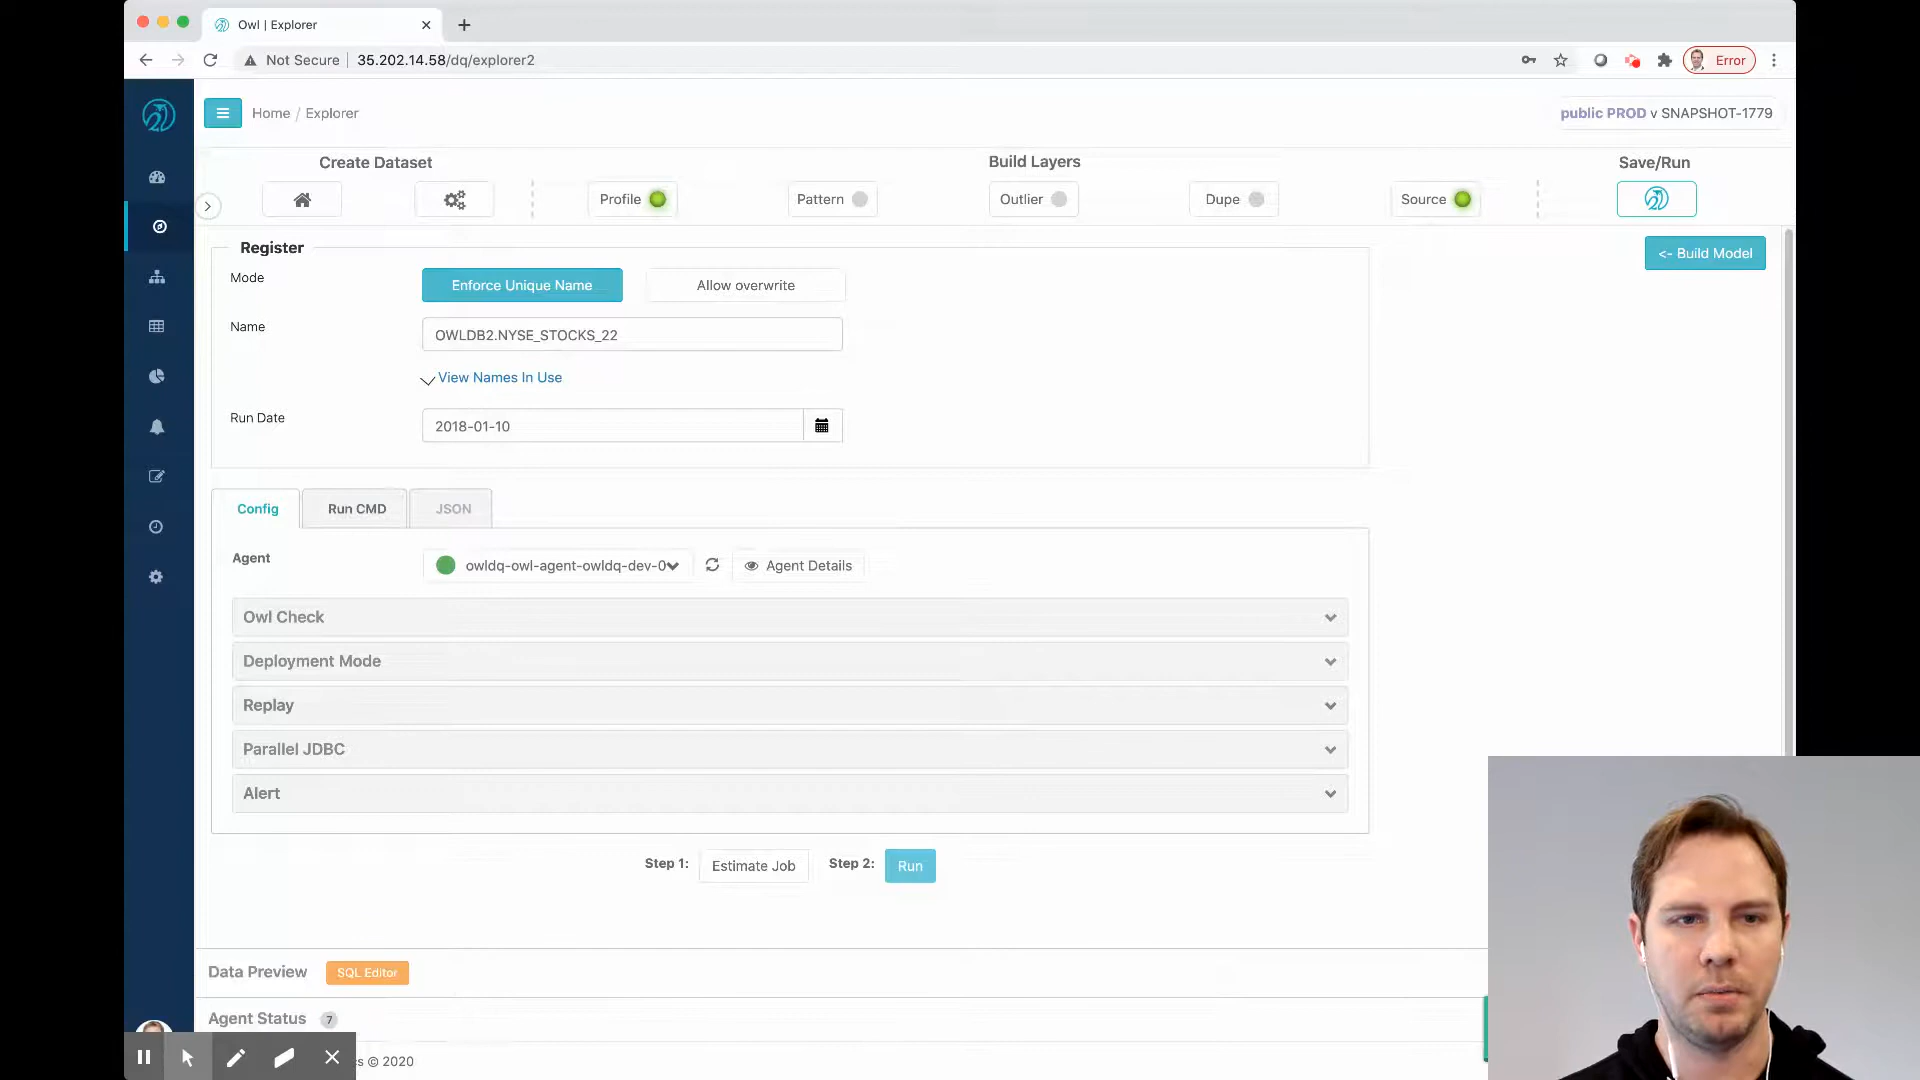 Owl | Explorer
Not Secure
35.202.14.58/dq/explorer2
Error
Home / Explorer
public PROD v SNAPSHOT-1779
Create Dataset
Build Layers
Save/Run
Profile
Pattern
Outlier
Dupe
Source
Register
<- Build Model
Mode
Enforce Unique Name
Allow overwrite
Name
OWLDB2.NYSE_STOCKS_22
View Names In Use
Run Date
2018-01-10
Config
Run CMD
JSON
Agent
owldq-owl-agent-owldq-dev-0
Agent Details
Owl Check
Deployment Mode
Replay
Parallel JDBC
Alert
Step 1:
Estimate Job
Step 2:
Run
Data Preview
SQL Editor
Agent Status
7
© 2020